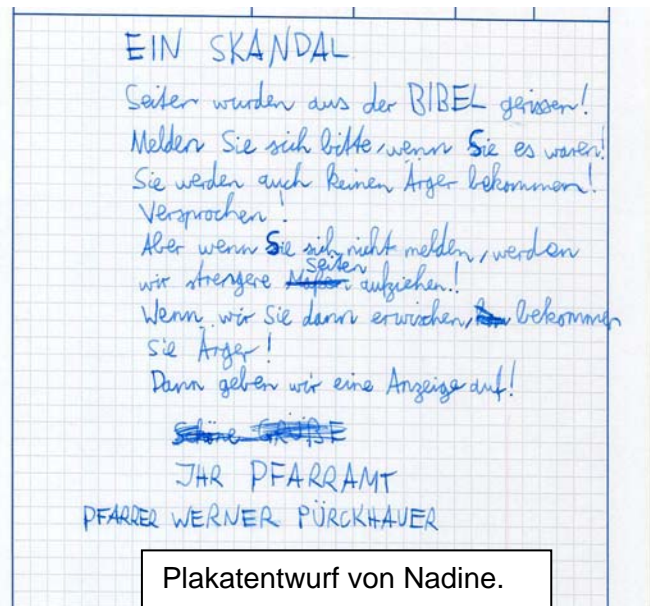 EIN SKANDAL
Seiten wurden aus der BIBEL gerissen!
Melden Sie sich bitte, wenn Sie es waren!
Sie werden auch keinen Ärger bekommen!
Versprochen!
Aber wenn Sie sich nicht melden, werden
wir strengere Seiten aufziehen!
Wenn wir Sie dann erwischen, bekommen
Sie Ärger!
Dann geben wir eine Anzeige auf!
Schöne GRÜßE
IHR PFARRAMT
PFARRER WERNER PÜRCKHAUER
Plakatentwurf von Nadine.